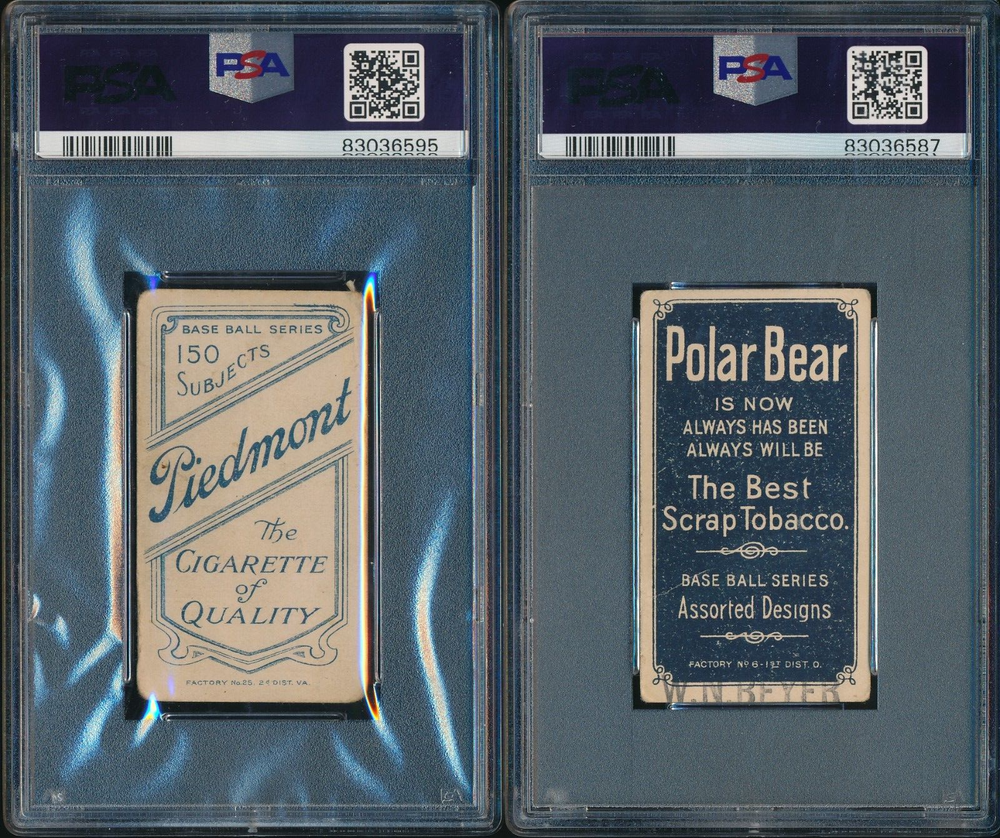 PSA
PSA
83036595
BASE BALL SERIES
150
SUBJECTS
Piedmont
The
CIGARETTE
of
QUALITY
FACTORY No.25, 2d DIST. VA.
PSA
PSA
83036587
Polar Bear
IS NOW
ALWAYS HAS BEEN
ALWAYS WILL BE
The Best
Scrap Tobacco.
BASE BALL SERIES
Assorted Designs
FACTORY Nº 6-1ST DIST. O.
W.N.BEYER